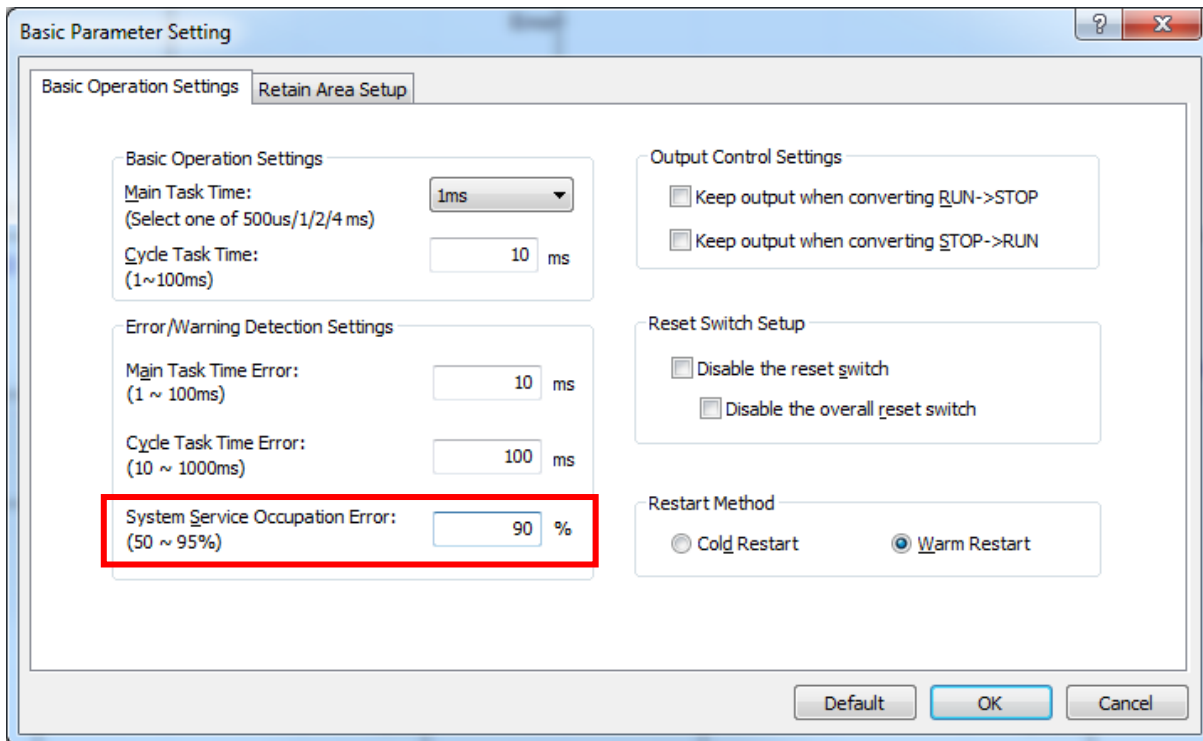 Basic Parameter Setting
Basic Operation Settings
Retain Area Setup
Basic Operation Settings
Main Task Time:
1ms
(Select one of 500us/1/2/4 ms)
Cycle Task Time:
10 ms
(1~100ms)
Error/Warning Detection Settings
Main Task Time Error:
10 ms
(1 ~ 100ms)
Cycle Task Time Error:
100 ms
(10 ~ 1000ms)
System Service Occupation Error:
90 %
(50 ~ 95%)
Output Control Settings
Keep output when converting RUN->STOP
Keep output when converting STOP->RUN
Reset Switch Setup
Disable the reset switch
Disable the overall reset switch
Restart Method
Cold Restart
Warm Restart
Default
OK
Cancel